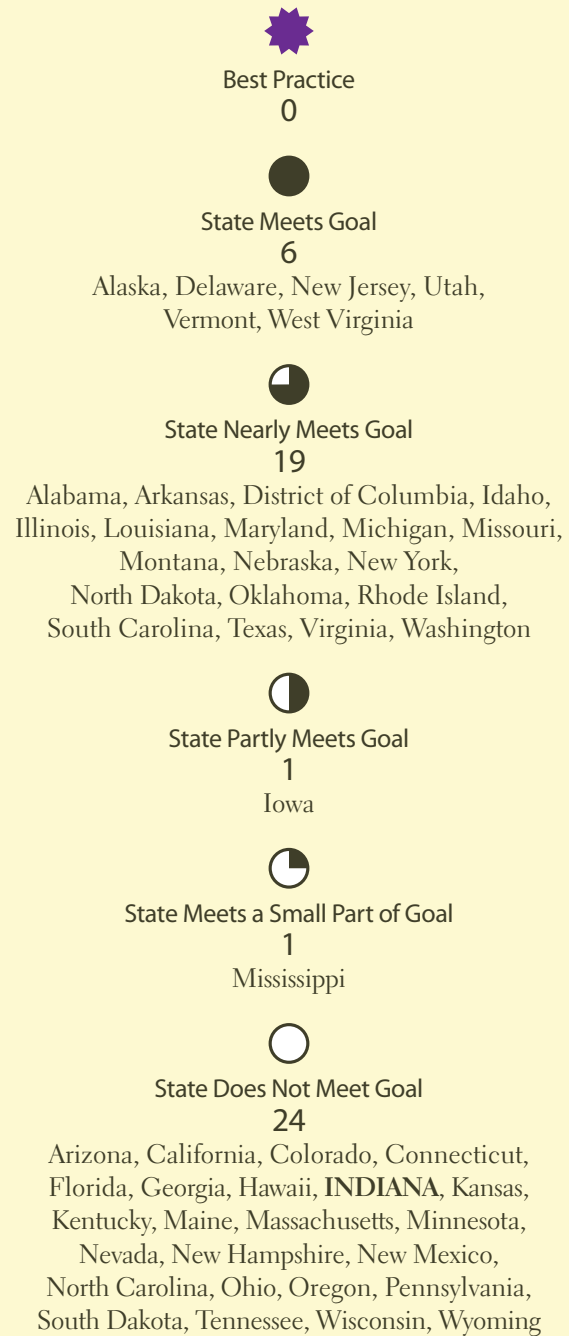 Best Practice
0
State Meets Goal
6
Alaska, Delaware, New Jersey, Utah,
Vermont, West Virginia
State Nearly Meets Goal
19
Alabama, Arkansas, District of Columbia, Idaho,
Illinois, Louisiana, Maryland, Michigan, Missouri,
Montana, Nebraska, New York,
North Dakota, Oklahoma, Rhode Island,
South Carolina, Texas, Virginia, Washington
State Partly Meets Goal
1
Iowa
State Meets a Small Part of Goal
1
Mississippi
State Does Not Meet Goal
24
Arizona, California, Colorado, Connecticut,
Florida, Georgia, Hawaii, INDIANA, Kansas,
Kentucky, Maine, Massachusetts, Minnesota,
Nevada, New Hampshire, New Mexico,
North Carolina, Ohio, Oregon, Pennsylvania,
South Dakota, Tennessee, Wisconsin, Wyoming